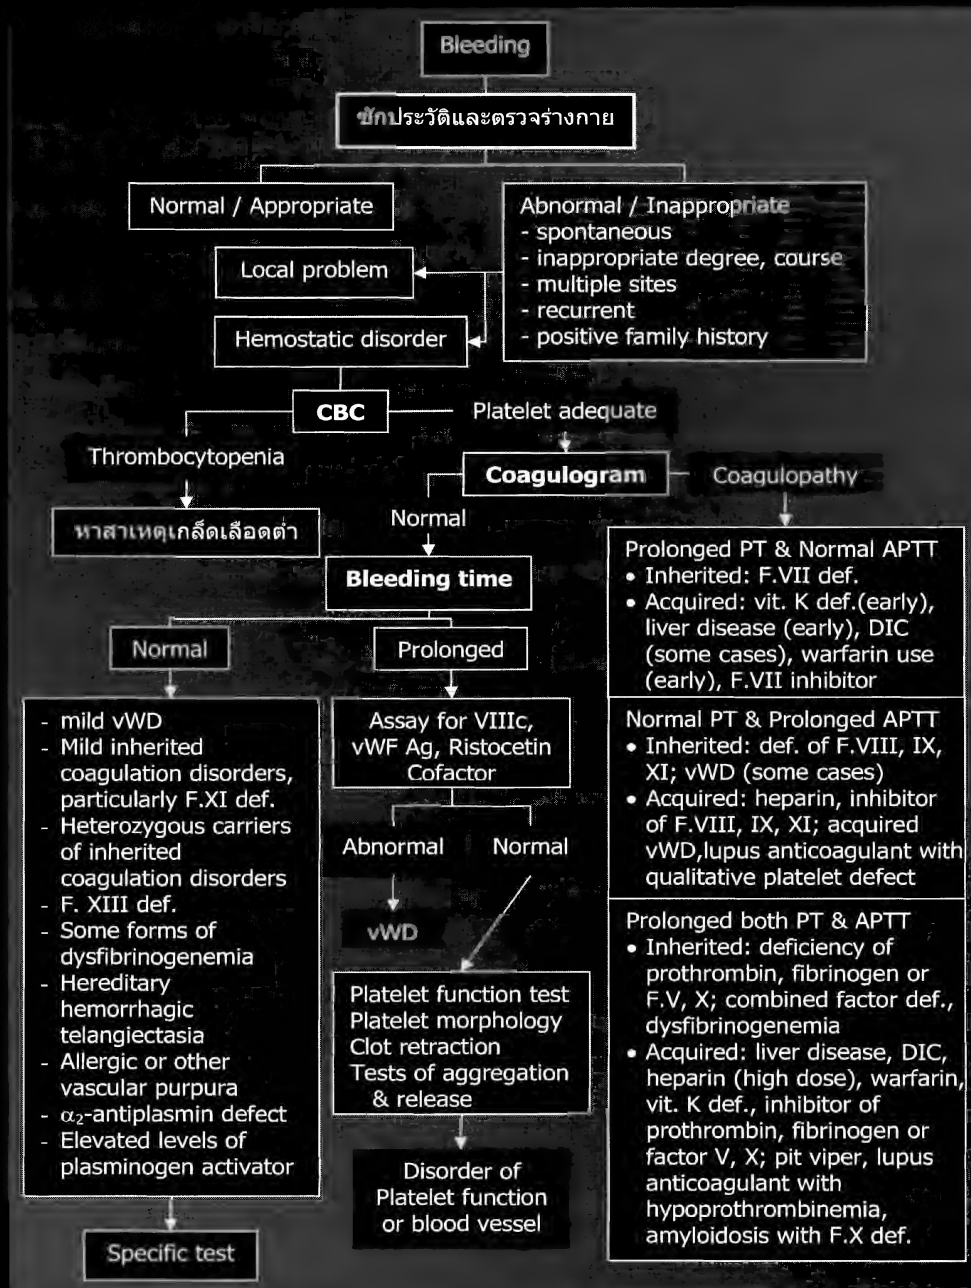 Bleeding
ซักประวัติและตรวจร่างกาย
Normal / Appropriate
Abnormal / Inappropriate
- spontaneous
- inappropriate degree, course
- multiple sites
- recurrent
- positive family history
Local problem
Hemostatic disorder
CBC
Platelet adequate
Thrombocytopenia
หาสาเหตุเกล็ดเลือดต่ำ
Coagulogram
Coagulopathy
Normal
Bleeding time
Normal
Prolonged
- mild vWD
- Mild inherited
coagulation disorders,
particularly F.XI def.
- Heterozygous carriers
of inherited
coagulation disorders
- F. XIII def.
- Some forms of
dysfibrinogenemia
- Hereditary
hemorrhagic
telangiectasia
- Allergic or other
vascular purpura
- α₂-antiplasmin defect
- Elevated levels of
plasminogen activator
Specific test
Assay for VIIIc,
vWF Ag, Ristocetin
Cofactor
Abnormal
Normal
vWD
Platelet function test
Platelet morphology
Clot retraction
Tests of aggregation
& release
Disorder of
Platelet function
or blood vessel
Prolonged PT & Normal APTT
• Inherited: F.VII def.
• Acquired: vit. K def.(early),
liver disease (early), DIC
(some cases), warfarin use
(early), F.VII inhibitor
Normal PT & Prolonged APTT
• Inherited: def. of F.VIII, IX,
XI; vWD (some cases)
• Acquired: heparin, inhibitor
of F.VIII, IX, XI; acquired
vWD,lupus anticoagulant with
qualitative platelet defect
Prolonged both PT & APTT
• Inherited: deficiency of
prothrombin, fibrinogen or
F.V, X; combined factor def.,
dysfibrinogenemia
• Acquired: liver disease, DIC,
heparin (high dose), warfarin,
vit. K def., inhibitor of
prothrombin, fibrinogen or
factor V, X; pit viper, lupus
anticoagulant with
hypoprothrombinemia,
amyloidosis with F.X def.